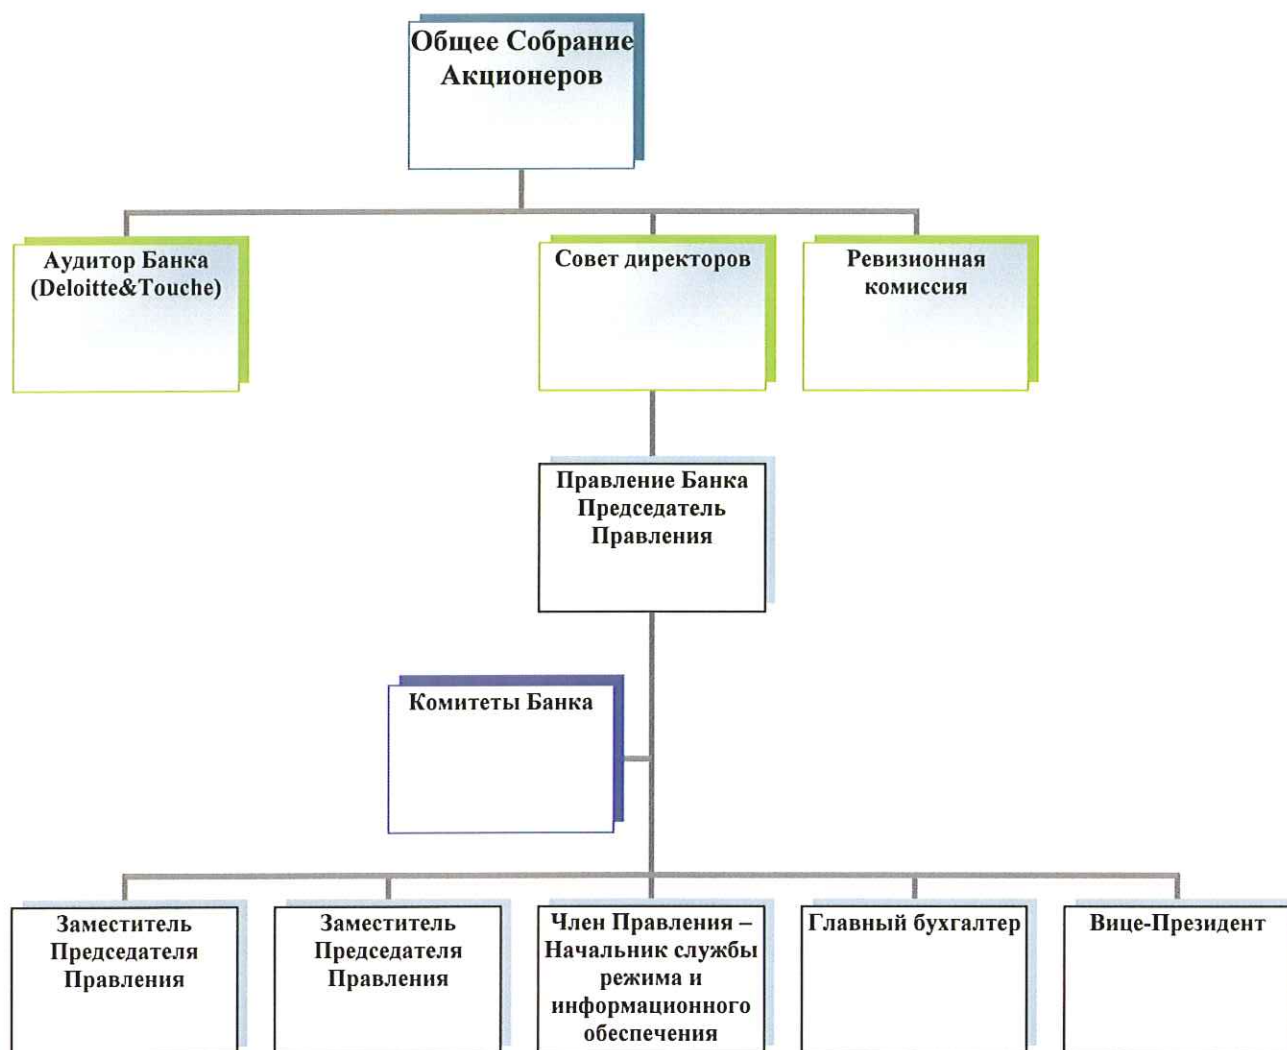 Общее Собрание
Акционеров
Аудитор Банка
(Deloitte&Touche)
Совет директоров
Ревизионная
комиссия
Правление Банка
Председатель
Правления
Комитеты Банка
Заместитель
Председателя
Правления
Заместитель
Председателя
Правления
Член Правления –
Начальник службы
режима и
информационного
обеспечения
Главный бухгалтер
Вице-Президент